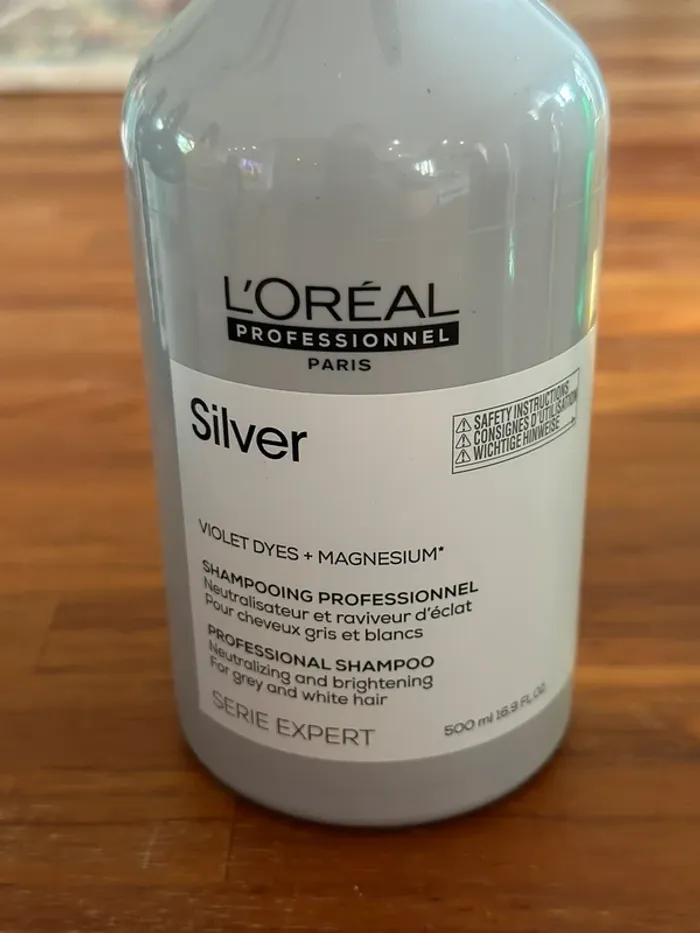 L'ORÉAL
PROFESSIONNEL
PARIS
Silver
SAFETY INSTRUCTIONS
CONSIGNES D'UTILISATION
WICHTIGE HINWEISE
VIOLET DYES + MAGNESIUM*
SHAMPOOING PROFESSIONNEL
Neutralisateur et raviveur d'éclat
Pour cheveux gris et blancs
PROFESSIONAL SHAMPOO
Neutralizing and brightening
For grey and white hair
SERIE EXPERT
500 ml 16.9 FL.OZ.